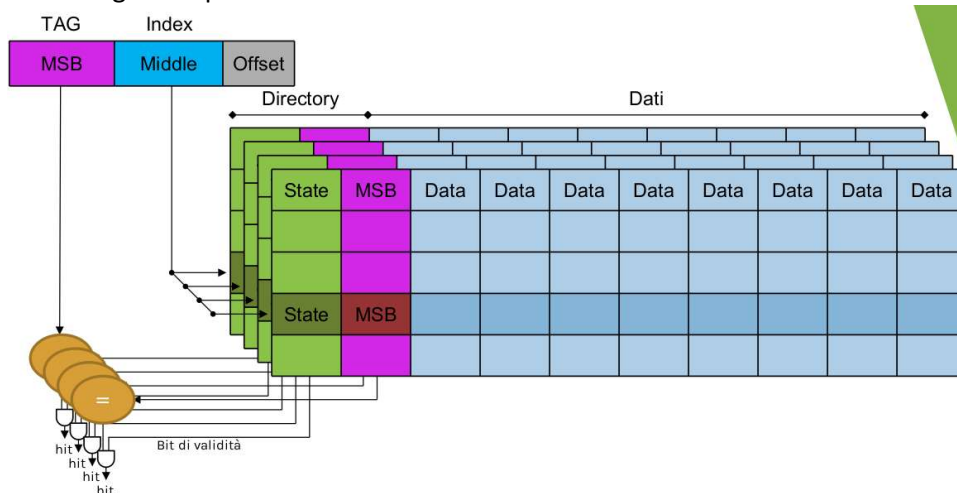 TAG Index
MSB Middle Offset
Directory Dati
State MSB Data Data Data Data Data Data Data Data
State MSB
=
Bit di validità
hit
hit
hit
hit